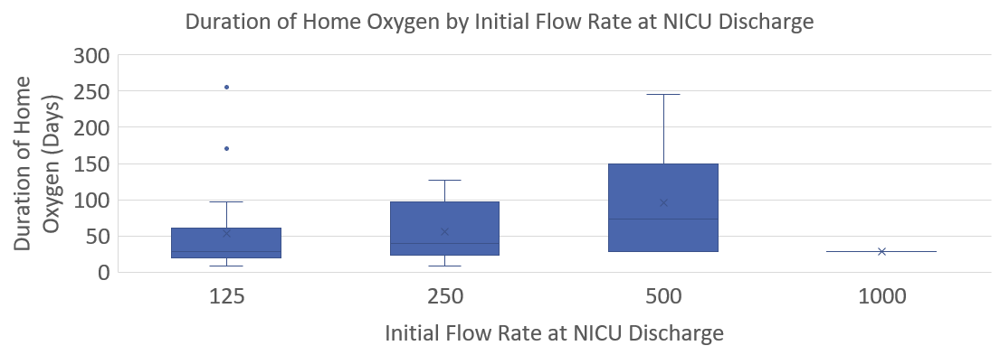 Duration of Home Oxygen by Initial Flow Rate at NICU Discharge
Duration of Home
Oxygen (Days)
300
250
200
150
100
50
0
125 250 500 1000
Initial Flow Rate at NICU Discharge